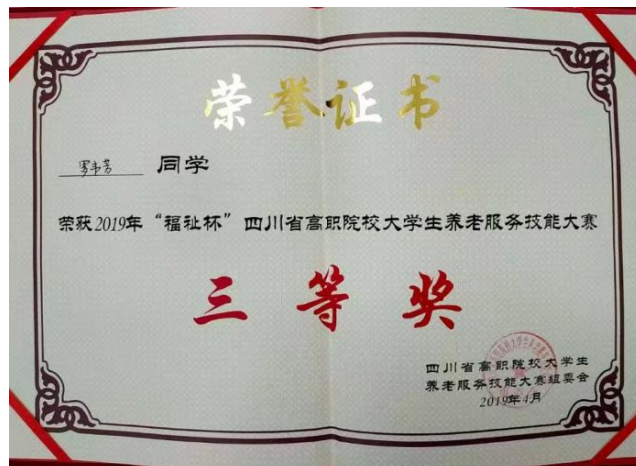 荣誉证书
同学
荣获2019年“福祉杯”四川省高职院校大学生养老服务技能大赛
三等奖
四川省高职院校大学生
养老服务技能大赛组委会
2019年4月